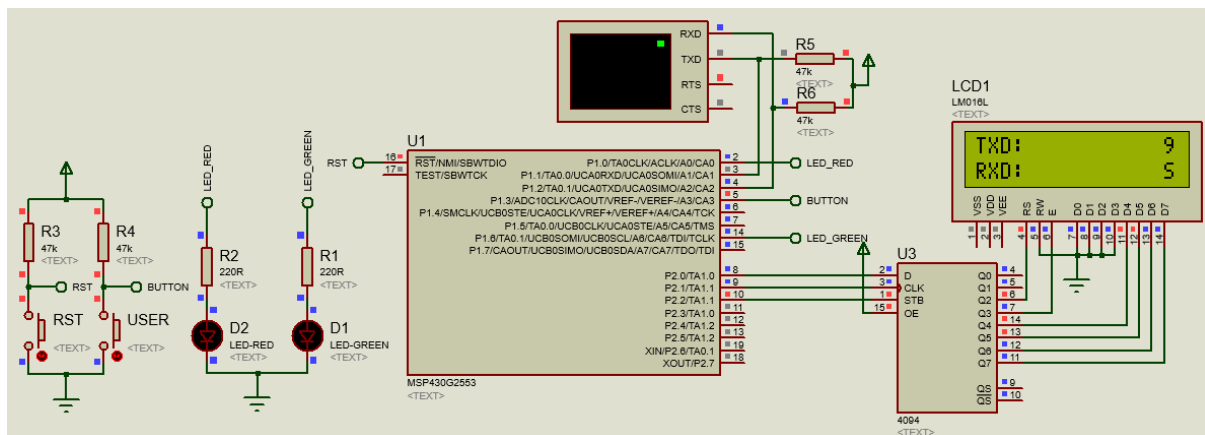 RXD
TXD
RTS
CTS
R5
47k
<TEXT>
R6
47k
<TEXT>
LCD1
LM016L
<TEXT>
TXD: 9
RXD: 5
VSS
VDD
VEE
RS
RW
E
D0
D1
D2
D3
D4
D5
D6
D7
1
2
3
4
5
6
7
8
9
10
11
12
13
14
U1
RST
16
RST/NMI/SBWTDIO
17
TEST/SBWTCK
P1.0/TA0CLK/ACLK/A0/CA0
2
LED_RED
P1.1/TA0.0/UCA0RXD/UCA0SOMI/A1/CA1
3
P1.2/TA0.1/UCA0TXD/UCA0SIMO/A2/CA2
4
P1.3/ADC10CLK/CAOUT/VREF-/VEREF-/A3/CA3
5
BUTTON
P1.4/SMCLK/UCB0STE/UCA0CLK/VREF+/VEREF+/A4/CA4/TCK
6
P1.5/TA0.0/UCB0CLK/UCA0STE/A5/CA5/TMS
7
P1.6/TA0.1/UCB0SOMI/UCB0SCL/A6/CA6/TDI/TCLK
14
LED_GREEN
P1.7/CAOUT/UCB0SIMO/UCB0SDA/A7/CA7/TDO/TDI
15
P2.0/TA1.0
8
P2.1/TA1.1
9
P2.2/TA1.1
10
P2.3/TA1.0
11
P2.4/TA1.2
12
P2.5/TA1.2
13
XIN/P2.6/TA0.1
19
XOUT/P2.7
18
MSP430G2553
<TEXT>
U3
2
D
3
CLK
1
STB
15
OE
Q0
4
Q1
5
Q2
6
Q3
7
Q4
14
Q5
13
Q6
12
Q7
11
QS
9
QS
10
4094
<TEXT>
R3
47k
<TEXT>
R4
47k
<TEXT>
RST
BUTTON
RST
<TEXT>
USER
<TEXT>
LED_RED
R2
220R
<TEXT>
D2
LED-RED
<TEXT>
LED_GREEN
R1
220R
<TEXT>
D1
LED-GREEN
<TEXT>